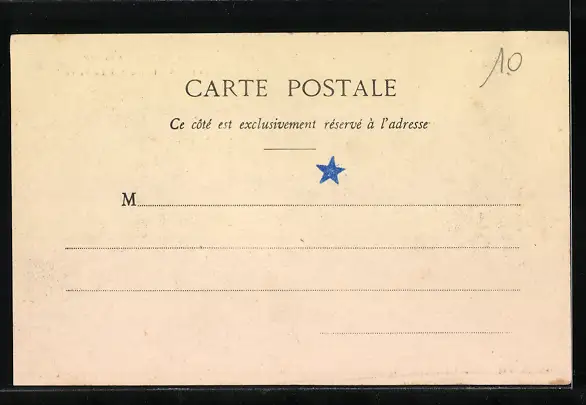 10
CARTE POSTALE
Ce côté est exclusivement réservé à l'adresse
M